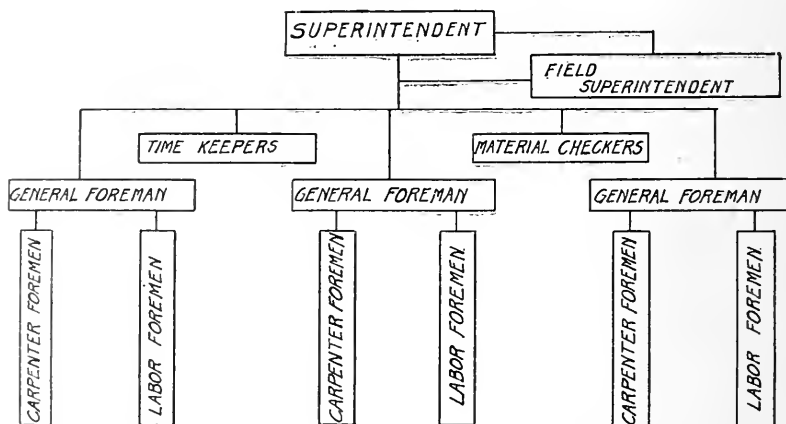 SUPERINTENDENT
FIELD
SUPERINTENDENT
TIME KEEPERS
MATERIAL CHECKERS
GENERAL FOREMAN
GENERAL FOREMAN
GENERAL FOREMAN
CARPENTER FOREMEN
LABOR FOREMEN
CARPENTER FOREMEN
LABOR FOREMEN.
CARPENTER FOREMEN
LABOR FOREMEN.